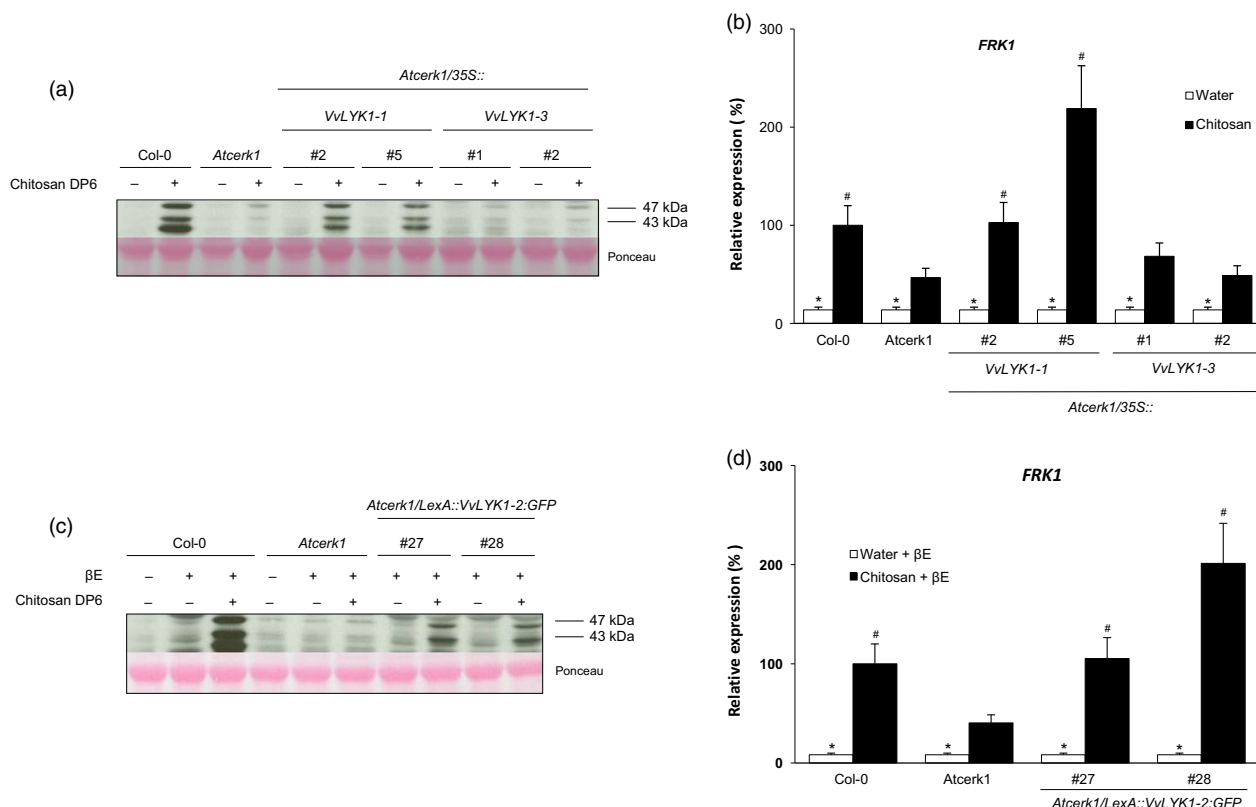 (a)
Atcerk1/35S::
VvLYK1-1 VvLYK1-3
Col-0 Atcerk1 #2 #5 #1 #2
Chitosan DP6 – + – + – + – + – + – +
47 kDa
43 kDa
Ponceau
(b)
FRK1
Relative expression (%)
300
200
100
0
Water
Chitosan
* # * * # * # * *
Col-0 Atcerk1 #2 #5 #1 #2
VvLYK1-1 VvLYK1-3
Atcerk1/35S::
(c)
Atcerk1/LexA::VvLYK1-2:GFP
Col-0 Atcerk1 #27 #28
βE – + + – + + + + + +
Chitosan DP6 – – + – – + – + – +
47 kDa
43 kDa
Ponceau
(d)
FRK1
Relative expression (% )
300
200
100
0
Water + βE
Chitosan + βE
* # * * # * #
Col-0 Atcerk1 #27 #28
Atcerk1/LexA::VvLYK1-2:GFP